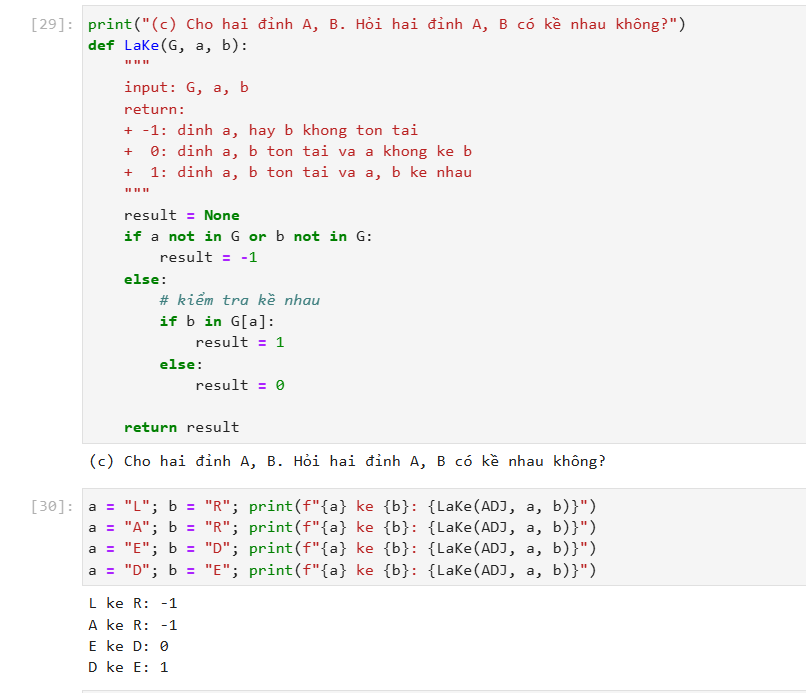 [29]: print("(c) Cho hai đỉnh A, B. Hỏi hai đỉnh A, B có kề nhau không?")
def LaKe(G, a, b):
"""
input: G, a, b
return:
+ -1: dinh a, hay b khong ton tai
+  0: dinh a, b ton tai va a khong ke b
+  1: dinh a, b ton tai va a, b ke nhau
"""
result = None
if a not in G or b not in G:
result = -1
else:
# kiểm tra kề nhau
if b in G[a]:
result = 1
else:
result = 0
return result
(c) Cho hai đỉnh A, B. Hỏi hai đỉnh A, B có kề nhau không?
[30]: a = "L"; b = "R"; print(f"{a} ke {b}: {LaKe(ADJ, a, b)}")
a = "A"; b = "R"; print(f"{a} ke {b}: {LaKe(ADJ, a, b)}")
a = "E"; b = "D"; print(f"{a} ke {b}: {LaKe(ADJ, a, b)}")
a = "D"; b = "E"; print(f"{a} ke {b}: {LaKe(ADJ, a, b)}")
L ke R: -1
A ke R: -1
E ke D: 0
D ke E: 1